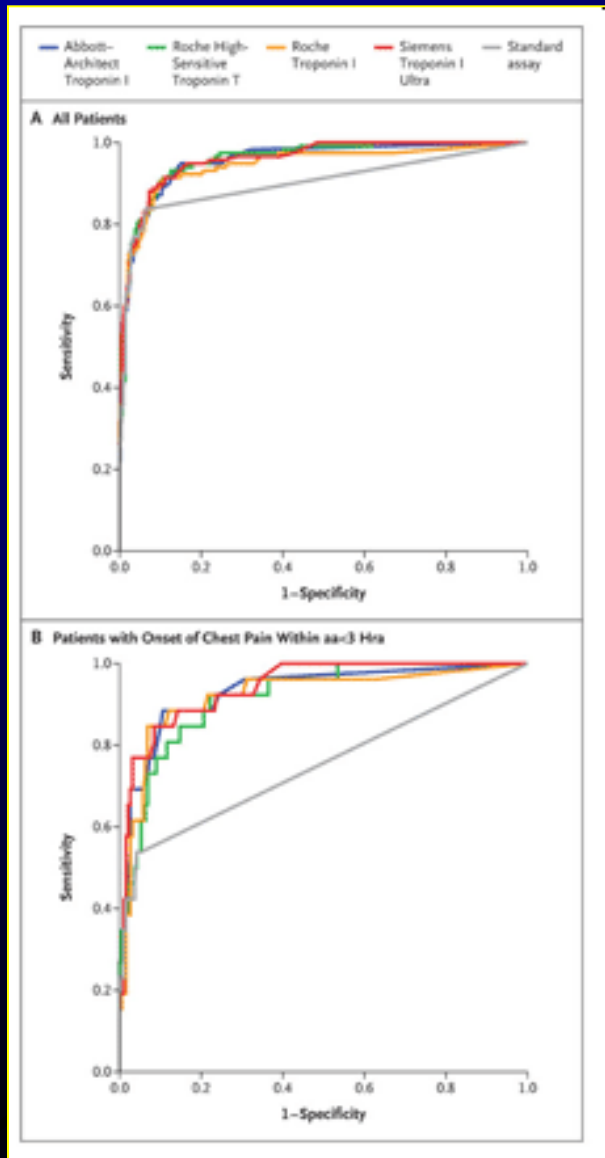 Abbott–
Architect
Troponin I
Roche High-
Sensitive
Troponin T
Roche
Troponin I
Siemens
Troponin I
Ultra
Standard
assay
A All Patients
1.0
0.8
0.6
0.4
0.2
0.0
Sensitivity
0.0 0.2 0.4 0.6 0.8 1.0
1–Specificity
B Patients with Onset of Chest Pain Within aa<3 Hra
1.0
0.8
0.6
0.4
0.2
0.0
Sensitivity
0.0 0.2 0.4 0.6 0.8 1.0
1–Specificity